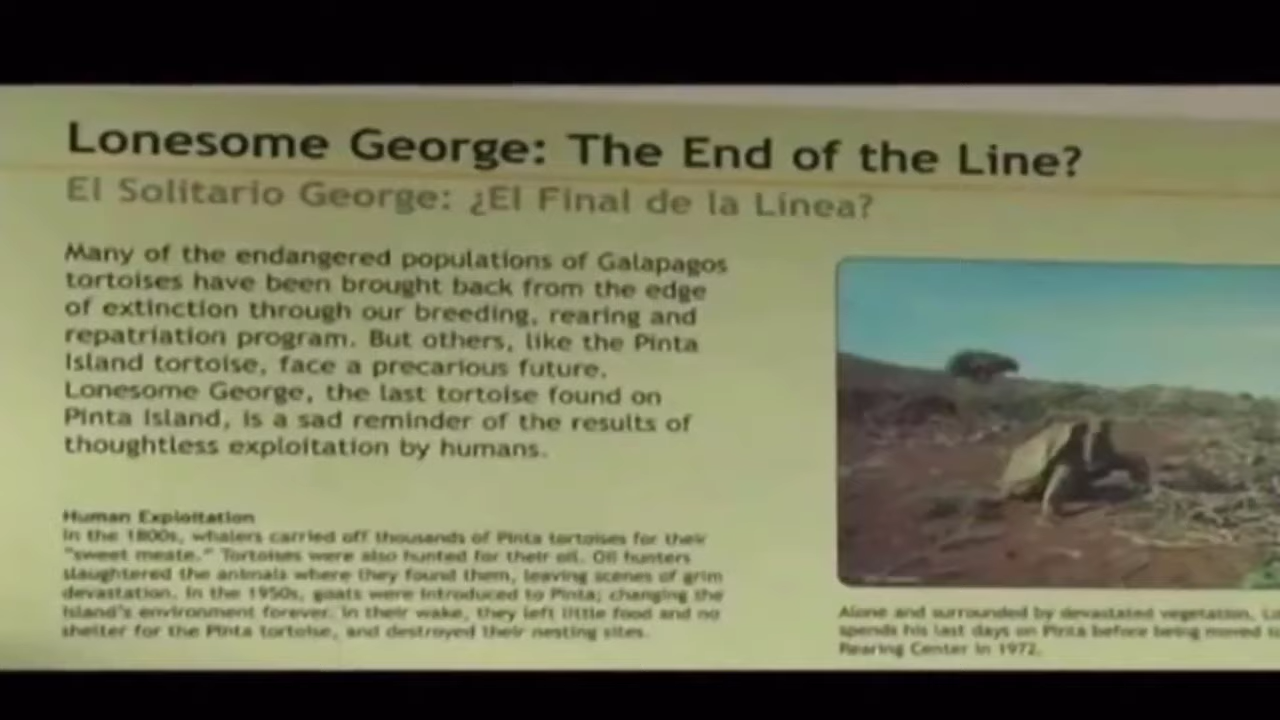 Lonesome George: The End of the Line?
El Solitario George: ¿El Final de la Línea?
Many of the endangered populations of Galapagos
tortoises have been brought back from the edge
of extinction through our breeding, rearing and
repatriation program. But others, like the Pinta
Island tortoise, face a precarious future.
Lonesome George, the last tortoise found on
Pinta Island, is a sad reminder of the results of
thoughtless exploitation by humans.
Human Exploitation
In the 1800s, whalers carried off thousands of Pinta tortoises for their
"sweet meate." Tortoises were also hunted for their oil. Oil hunters
slaughtered the animals where they found them, leaving scenes of grim
devastation. In the 1950s, goats were introduced to Pinta; changing the
island's environment forever. In their wake, they left little food and no
shelter for the Pinta tortoise, and destroyed their nesting sites.
Alone and surrounded by devastated vegetation,
spends his last days on Pinta before being moved
Rearing Center in 1972.